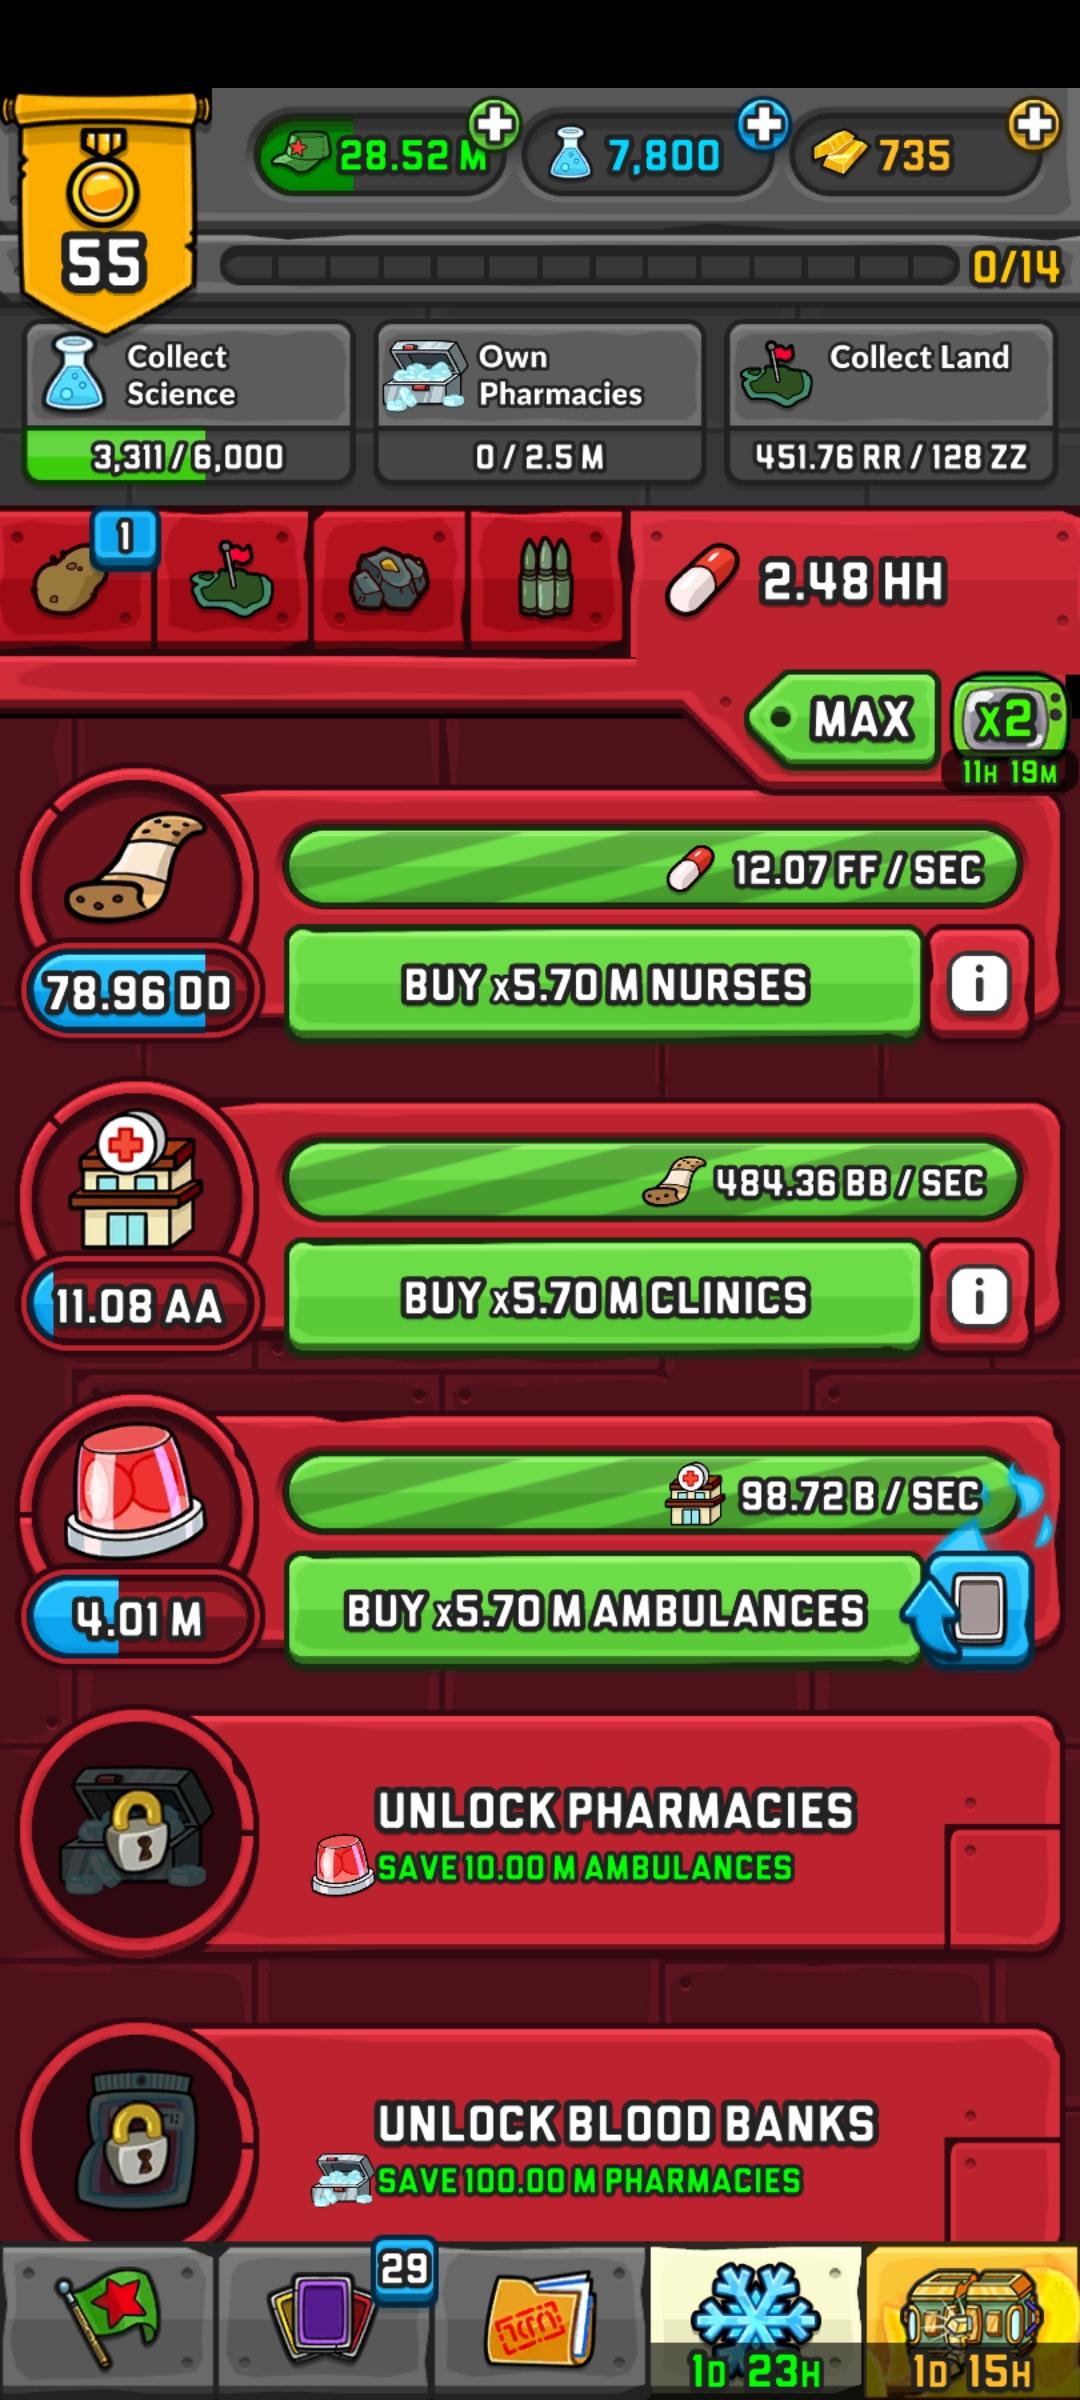 28.52 M
7,800
735
55
0/14
Collect Science
3,311/6,000
Own Pharmacies
0/2.5 M
Collect Land
451.76 RR/128 ZZ
1
2.48 HH
MAX
x2
11H 19M
12.07 FF/SEC
78.96 DD
BUY x5.70 M NURSES
i
484.36 BB/SEC
11.08 AA
BUY x5.70 M CLINICS
i
98.72 B/SEC
4.01 M
BUY x5.70 M AMBULANCES
UNLOCK PHARMACIES
SAVE 10.00 M AMBULANCES
UNLOCK BLOOD BANKS
SAVE 100.00 M PHARMACIES
29
1D 23H
1D 15H